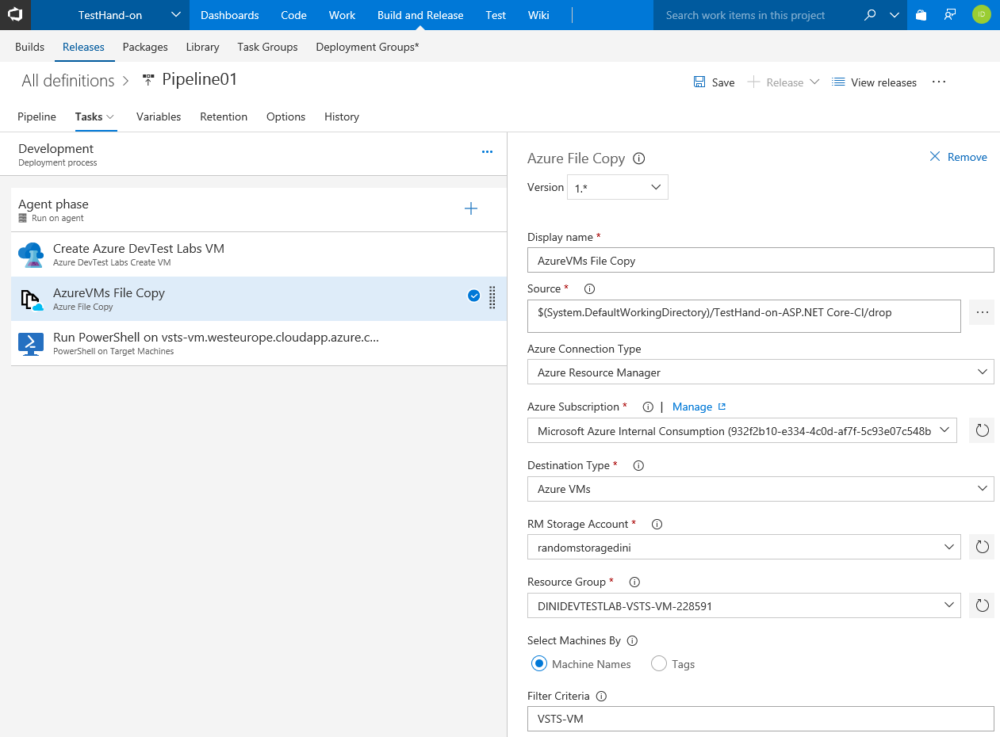 TestHand-on
Dashboards Code Work Build and Release Test Wiki
Search work items in this project
ID
Builds Releases Packages Library Task Groups Deployment Groups*
All definitions > Pipeline01
Save Release View releases ...
Pipeline Tasks Variables Retention Options History
Development
Deployment process
Agent phase
Run on agent
Create Azure DevTest Labs VM
Azure DevTest Labs Create VM
AzureVMs File Copy
Azure File Copy
Run PowerShell on vsts-vm.westeurope.cloudapp.azure.c...
PowerShell on Target Machines
Azure File Copy
Remove
Version 1.*
Display name *
AzureVMs File Copy
Source *
$(System.DefaultWorkingDirectory)/TestHand-on-ASP.NET Core-CI/drop
Azure Connection Type
Azure Resource Manager
Azure Subscription * | Manage
Microsoft Azure Internal Consumption (932f2b10-e334-4c0d-af7f-5c93e07c548b
Destination Type *
Azure VMs
RM Storage Account *
randomstoragedini
Resource Group *
DINIDEVTESTLAB-VSTS-VM-228591
Select Machines By
Machine Names Tags
Filter Criteria
VSTS-VM